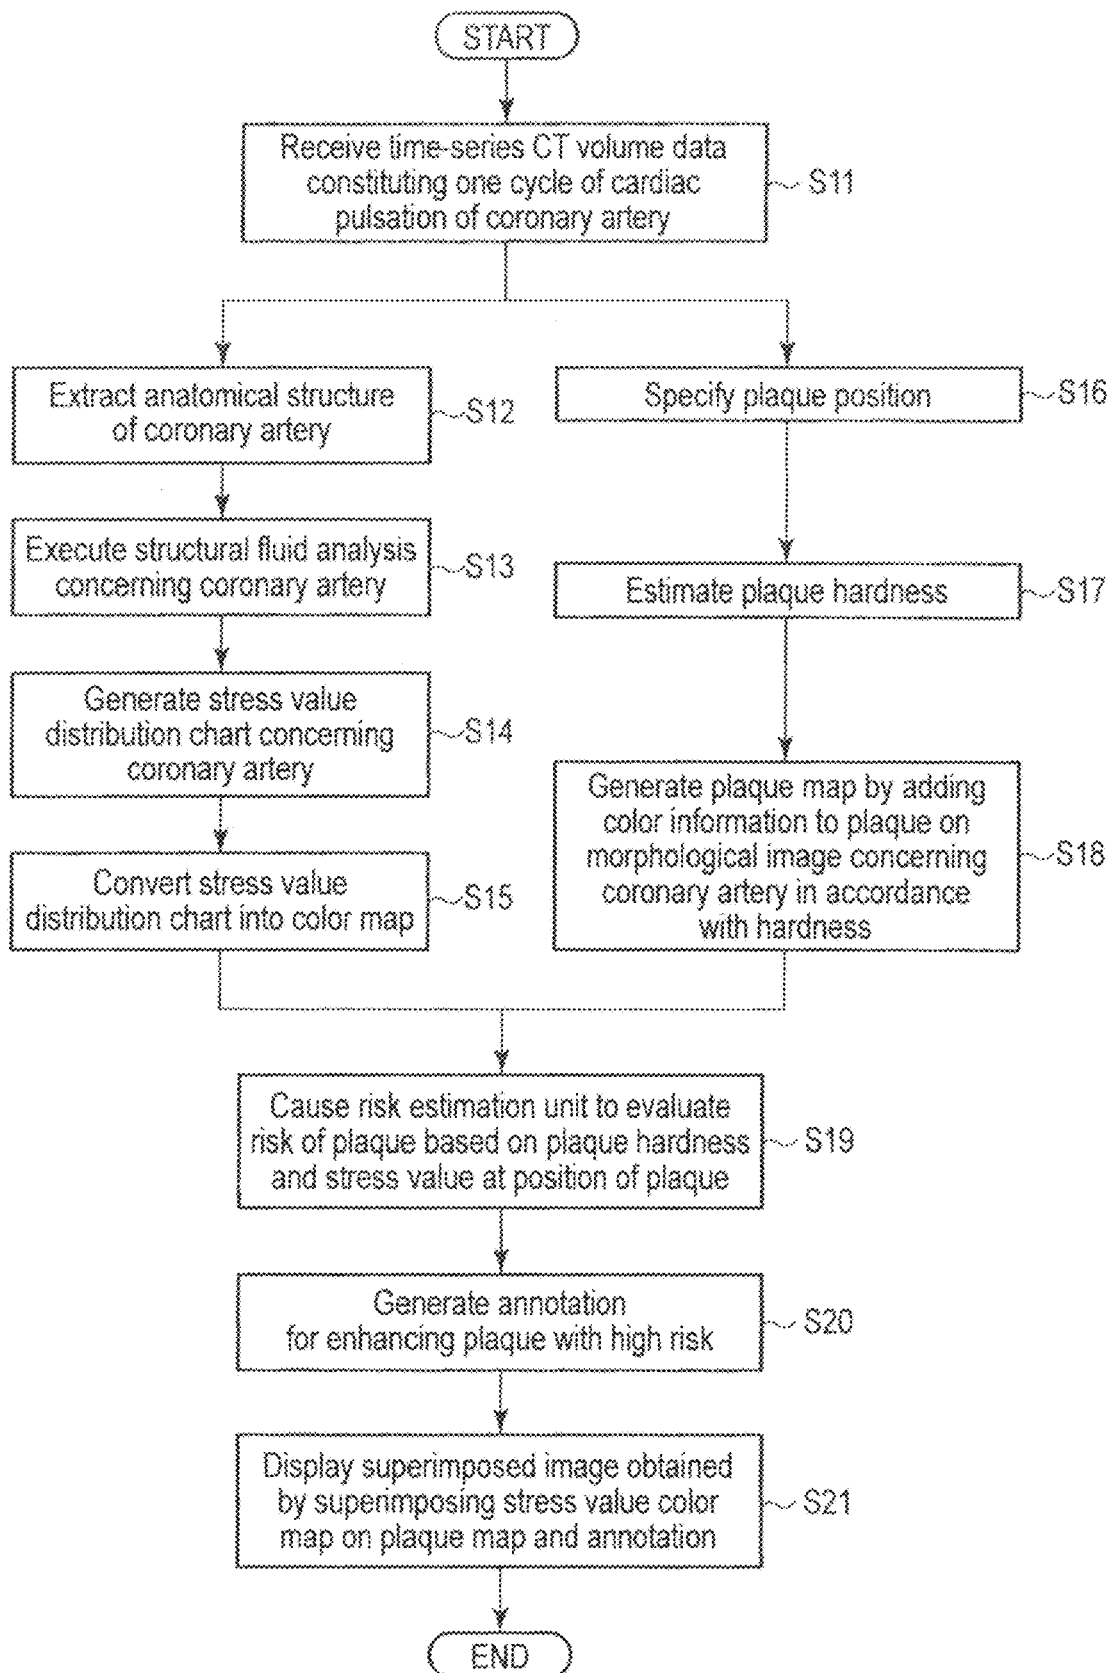 START
Receive time-series CT volume data
constituting one cycle of cardiac
pulsation of coronary artery
S11
Extract anatomical structure
of coronary artery
S12
Execute structural fluid analysis
concerning coronary artery
S13
Generate stress value
distribution chart concerning
coronary artery
S14
Convert stress value
distribution chart into color map
S15
Specify plaque position
S16
Estimate plaque hardness
S17
Generate plaque map by adding
color information to plaque on
morphological image concerning
coronary artery in accordance
with hardness
S18
Cause risk estimation unit to evaluate
risk of plaque based on plaque hardness
and stress value at position of plaque
S19
Generate annotation
for enhancing plaque with high risk
S20
Display superimposed image obtained
by superimposing stress value color
map on plaque map and annotation
S21
END